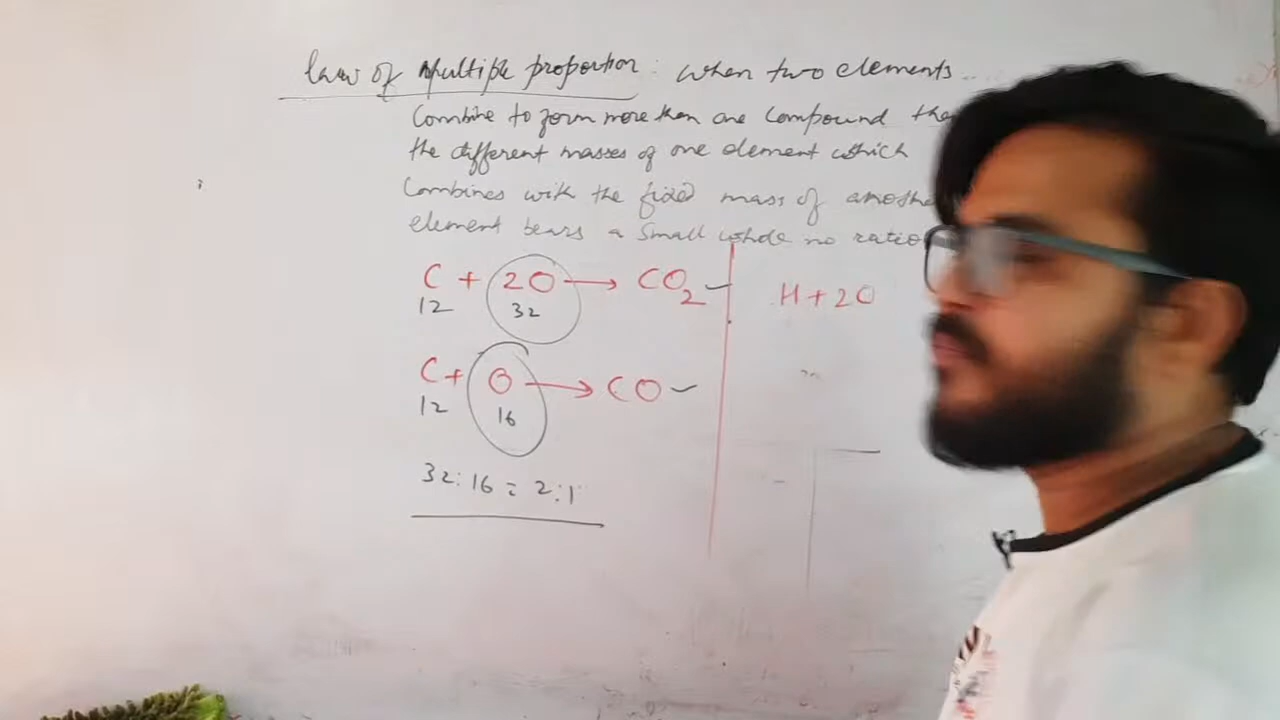 law of Multiple proportion : when two elements ....
Combine to form more than one compound then
the different masses of one element which
Combines with the fixed mass of
element bears a small whole no ratio
C + 2O → CO2
12 32
H + 2O
C + O → CO
12 16
32:16 = 2:1